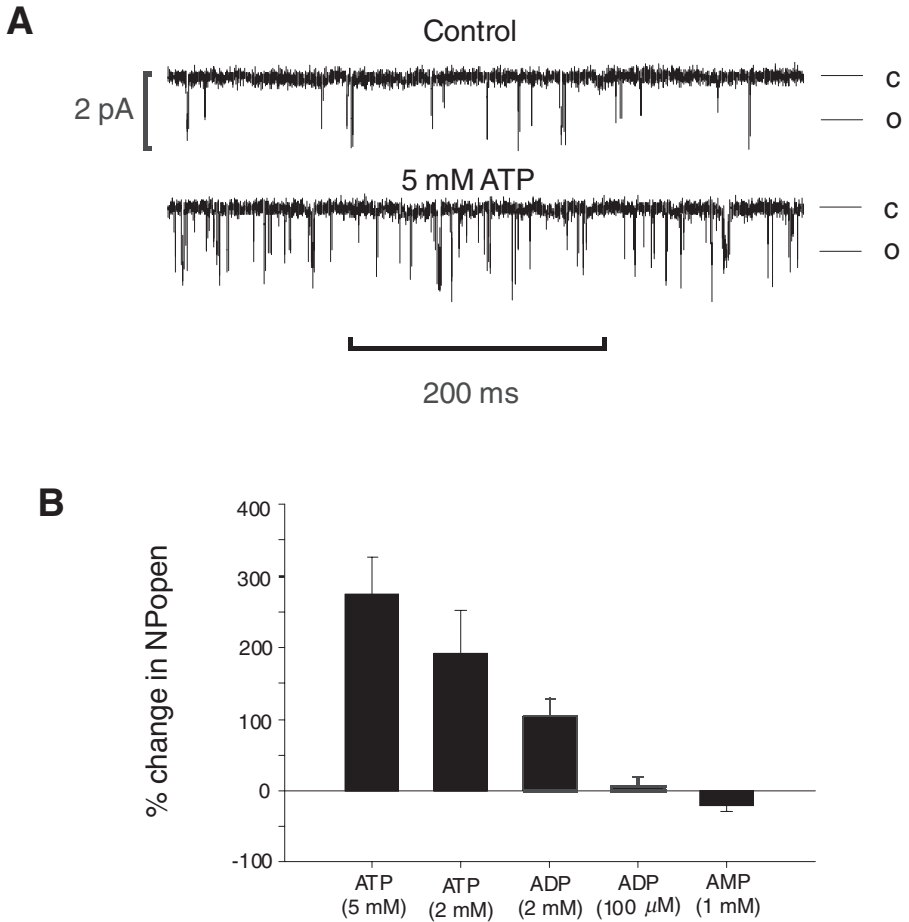 A
Control
2 pA
c
o
5 mM ATP
c
o
200 ms
B
% change in NPopen
400
300
200
100
0
-100
ATP
(5 mM)
ATP
(2 mM)
ADP
(2 mM)
ADP
(100 μM)
AMP
(1 mM)